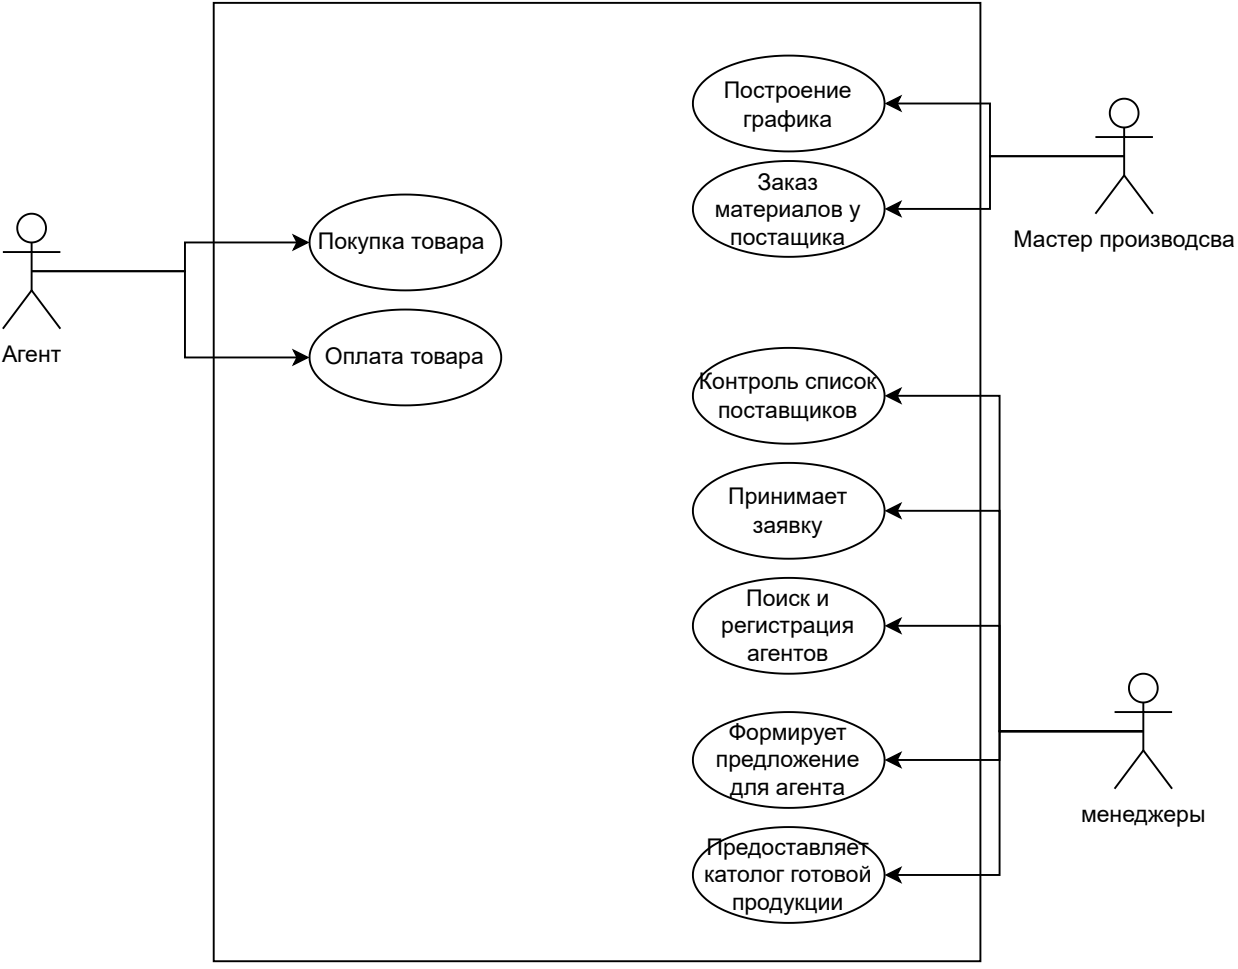 Построение
графика
Заказ
материалов у
постащика
Мастер производсва
Покупка товара
Агент
Оплата товара
Контроль список
поставщиков
Принимает
заявку
Поиск и
регистрация
агентов
Формирует
предложение
для агента
менеджеры
Предоставляет
католог готовой
продукции